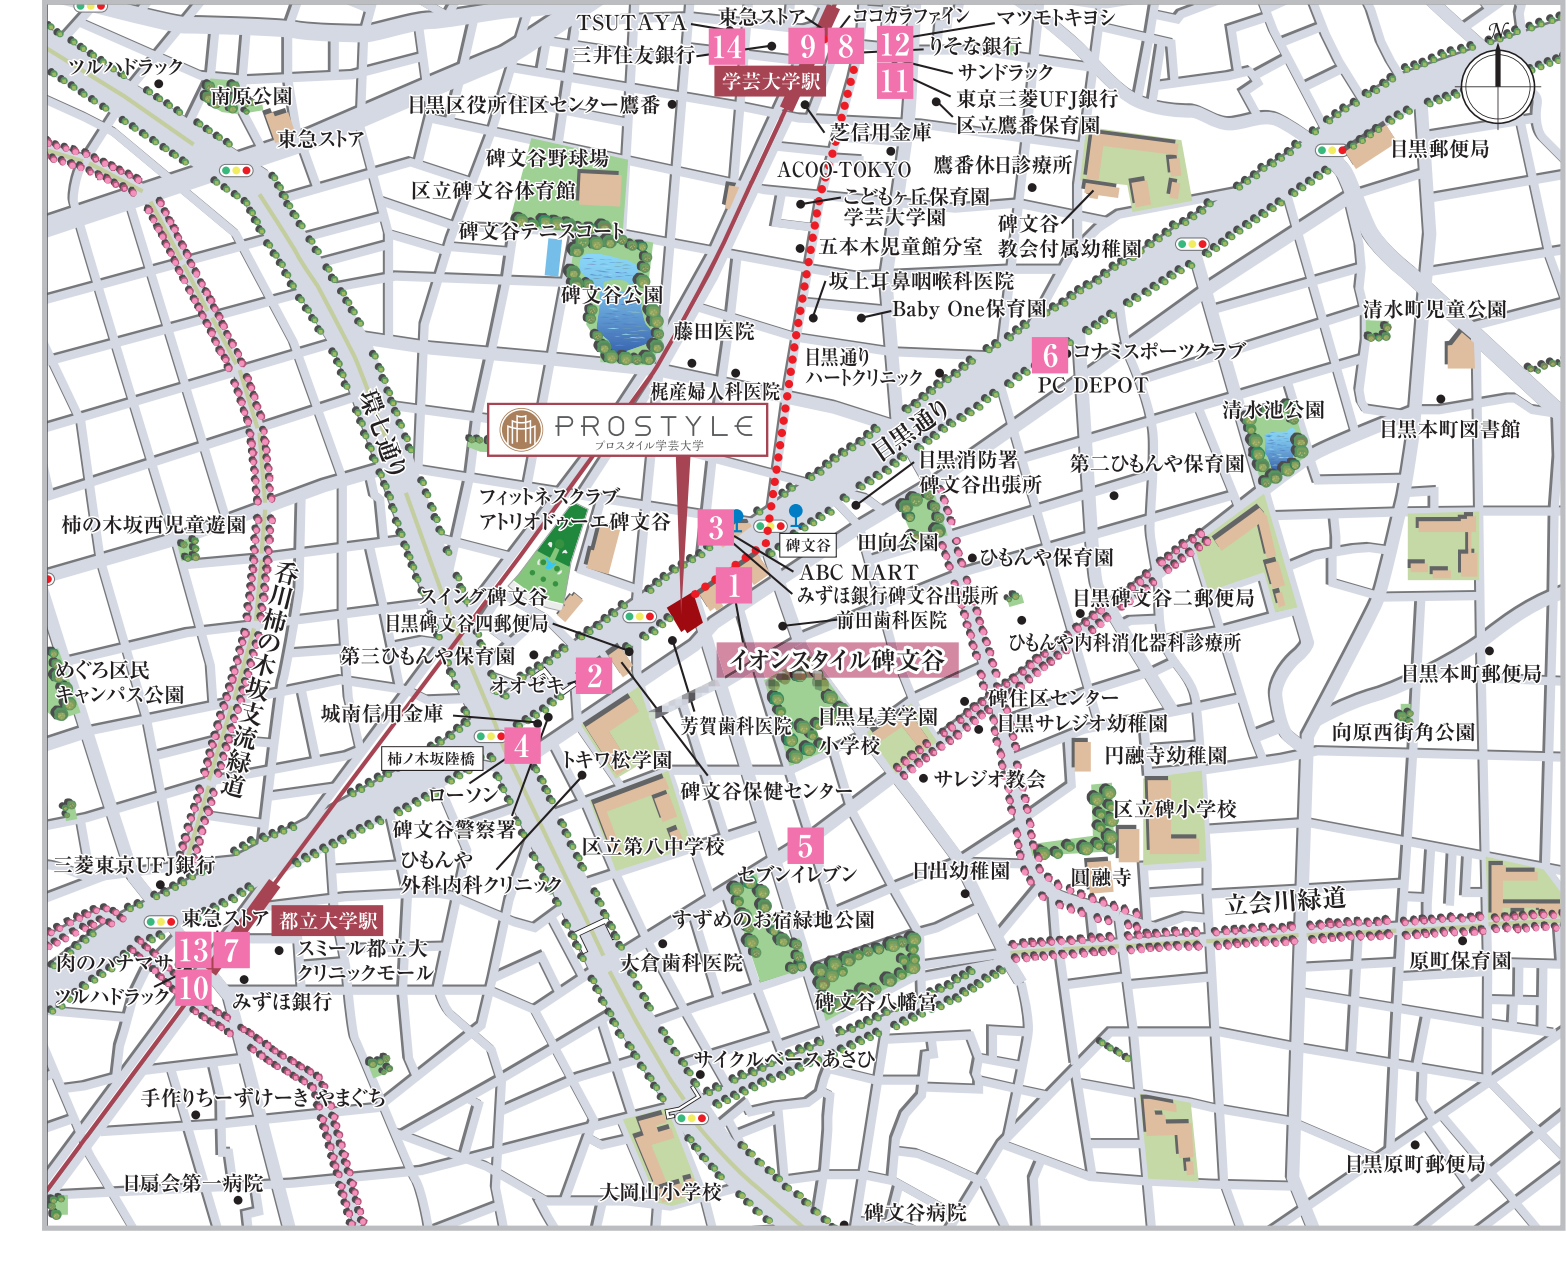 TSUTAYA
東急ストア
ココカラファイン
マツモトキヨシ
三井住友銀行
14
9
8
12
りそな銀行
学芸大学駅
11
サンドラック
東京三菱UFJ銀行
区立鷹番保育園
N
ツルハドラック
南原公園
東急ストア
目黒区役所住区センター鷹番
芝信用金庫
目黒郵便局
碑文谷野球場
ACOO-TOKYO
鷹番休日診療所
区立碑文谷体育館
こどもヶ丘保育園
学芸大学園
碑文谷
教会付属幼稚園
碑文谷テニスコート
五本木児童館分室
坂上耳鼻咽喉科医院
碑文谷公園
Baby One保育園
清水町児童公園
藤田医院
6
コナミスポーツクラブ
目黒通り
ハートクリニック
PC DEPOT
梶産婦人科医院
環七通り
PROSTYLE
プロスタイル学芸大学
目黒通り
清水池公園
目黒本町図書館
目黒消防署
碑文谷出張所
第二ひもんや保育園
フィットネスクラブ
アトリオドゥーエ碑文谷
柿の木坂西児童遊園
3
碑文谷
田向公園
ひもんや保育園
ABC MART
1
みずほ銀行碑文谷出張所
目黒碑文谷二郵便局
スイング碑文谷
目黒碑文谷四郵便局
前田歯科医院
ひもんや内科消化器科診療所
呑川柿の木坂支流緑道
第三ひもんや保育園
イオンスタイル碑文谷
めぐろ区民
キャンパス公園
2
オオゼキ
目黒本町郵便局
碑住区センター
城南信用金庫
芳賀歯科医院
目黒星美学園
小学校
目黒サレジオ幼稚園
向原西街角公園
4
柿ノ木坂陸橋
トキワ松学園
円融寺幼稚園
ローソン
碑文谷保健センター
サレジオ教会
碑文谷警察署
区立碑小学校
5
区立第八中学校
ひもんや
外科内科クリニック
三菱東京UFJ銀行
セブンイレブン
日出幼稚園
圓融寺
立会川緑道
東急ストア
都立大学駅
すずめのお宿緑地公園
13
7
スミール都立大
クリニックモール
肉のハナマサ
大倉歯科医院
原町保育園
ツルハドラック
10
みずほ銀行
碑文谷八幡宮
サイクルベースあさひ
手作りちーずけーき やまぐち
目扇会第一病院
大岡山小学校
目黒原町郵便局
碑文谷病院